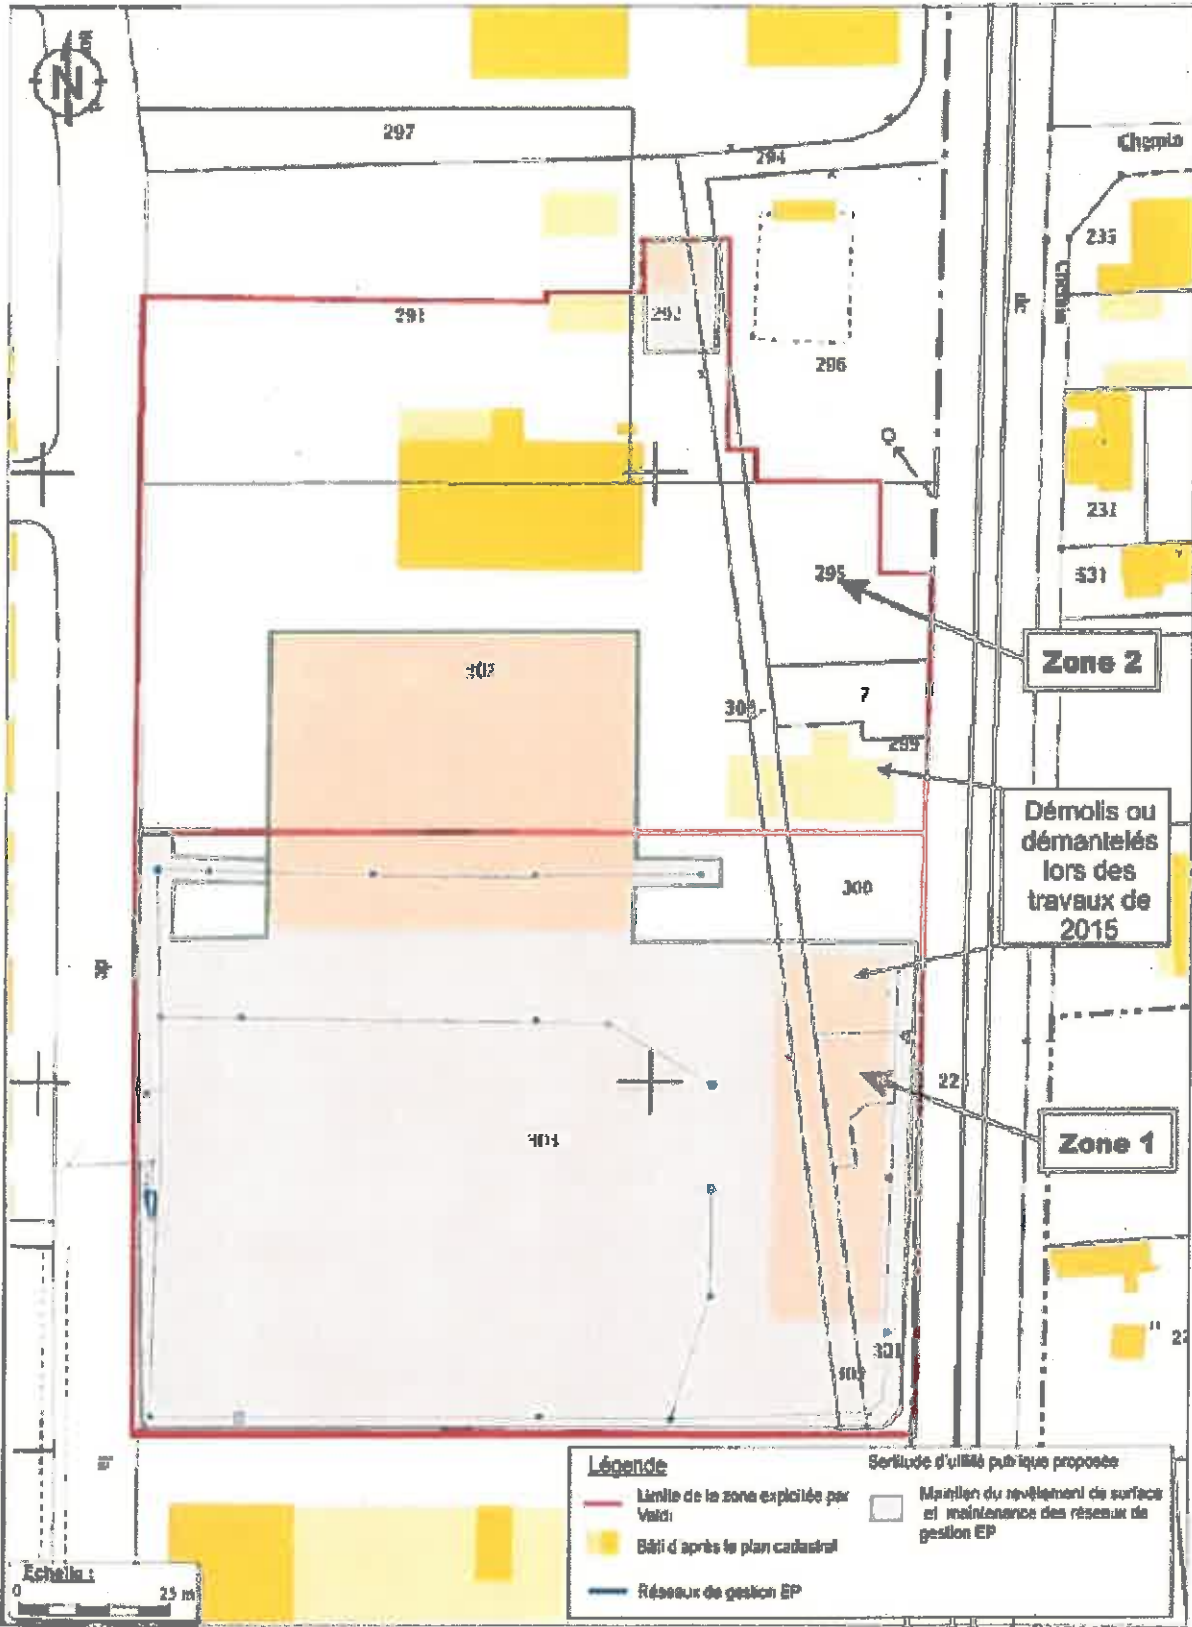 N
297
294
Chemin
235
291
292
296
de
Chemin
231
531
295
Zone 2
302
7
299
Démolis ou
démantelés
lors des
travaux de
2015
300
225
Zone 1
301
Légende
Limite de la zone exploitée par
Valdi
Bâti d'après le plan cadastral
Réseaux de gestion EP
Servitude d'utilité publique proposée
Maintien du revêtement de surface
et maintenance des réseaux de
gestion EP
Echelle :
0
25 m